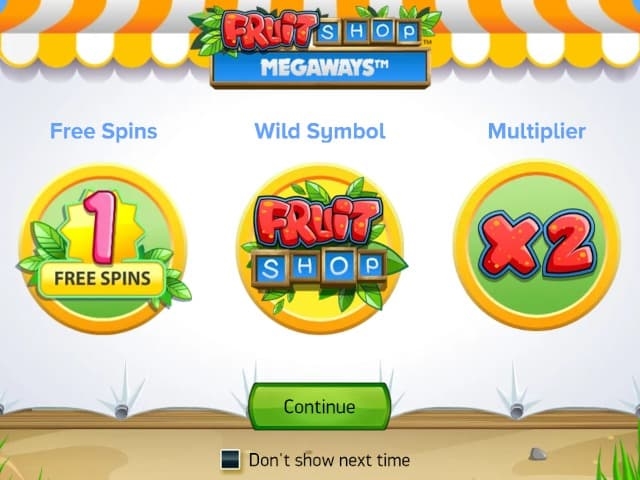 FRUIT SHOP™
MEGAWAYS™
Free Spins
Wild Symbol
Multiplier
1
FREE SPINS
FRUIT
SHOP
X2
Continue
Don't show next time